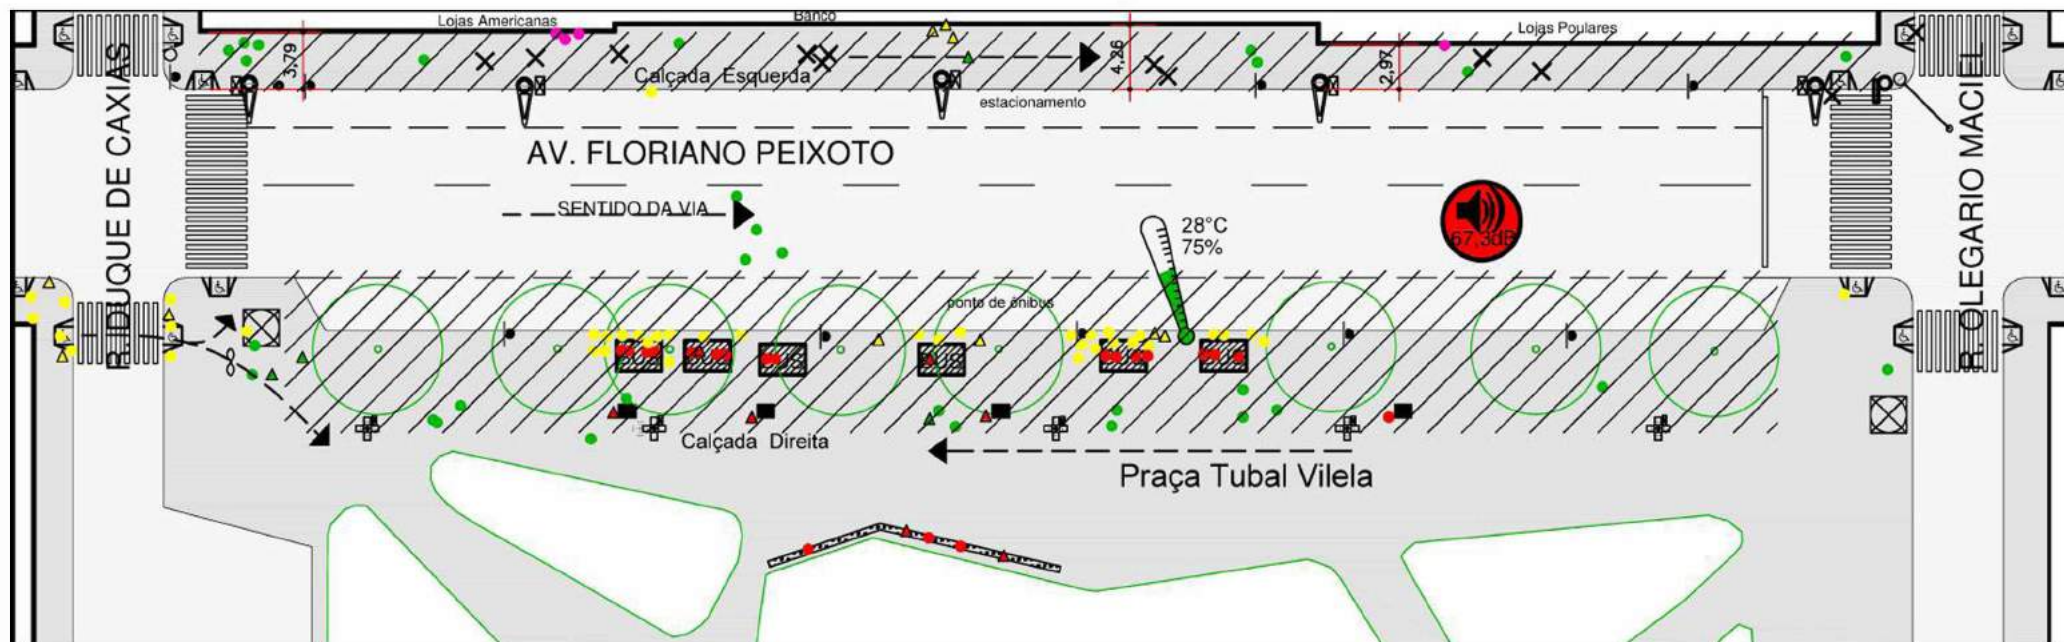 Lojas Americanas
Banco
Lojas Poulares
3,79
4,26
2,97
Calçada Esquerda
estacionamento
AV. FLORIANO PEIXOTO
R. DUQUE DE CAXIAS
R. OLEGARIO MACIEL
SENTIDO DA VIA
28°C
75%
67,3dB
ponto de ônibus
Calçada Direita
Praça Tubal Vilela